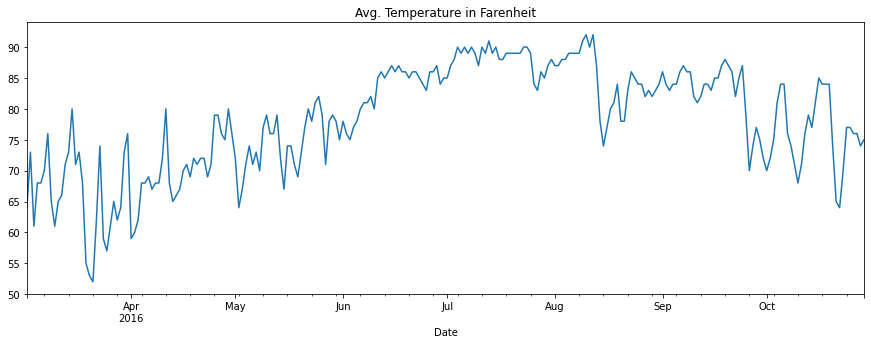 Avg. Temperature in Farenheit
90
85
80
75
70
65
60
55
50
Apr
2016
May
Jun
Jul
Aug
Sep
Oct
Date